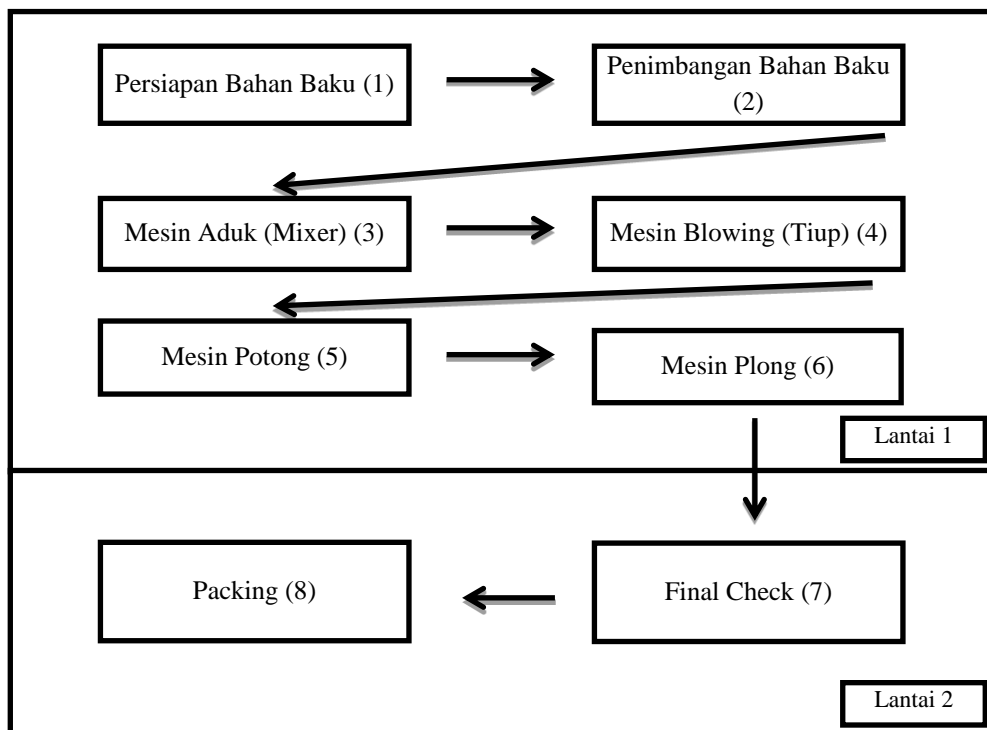 Persiapan Bahan Baku (1)
Penimbangan Bahan Baku
(2)
Mesin Aduk (Mixer) (3)
Mesin Blowing (Tiup) (4)
Mesin Potong (5)
Mesin Plong (6)
Lantai 1
Packing (8)
Final Check (7)
Lantai 2